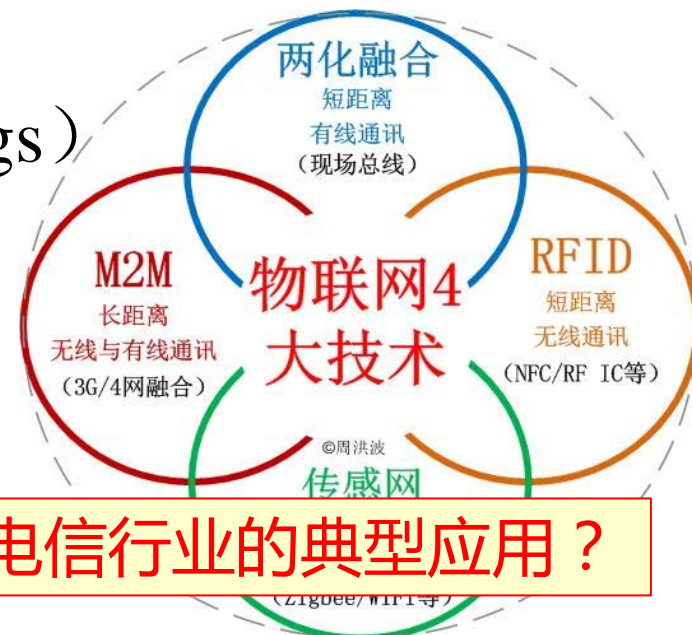 两化融合
短距离
有线通讯
（现场总线）
gs）
M2M
长距离
无线与有线通讯
（3G/4网融合）
RFID
短距离
无线通讯
（NFC/RF IC等）
物联网4
大技术
©周洪波
传感网
电信行业的典型应用？
（Zigbee/WIFI等）